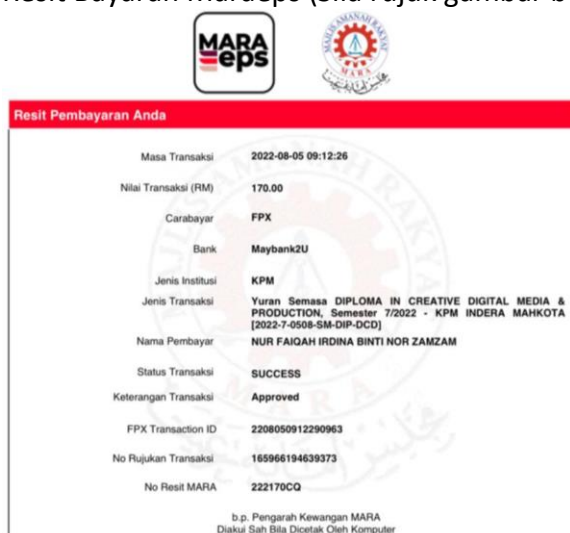 Resit Bayaran MaraEps (Sila rujuk gambar b
MARA
eps
MAJLIS AMANAH RAKYAT
MARA
Resit Pembayaran Anda
Masa Transaksi 2022-08-05 09:12:26
Nilai Transaksi (RM) 170.00
Carabayar FPX
Bank Maybank2U
Jenis Institusi KPM
Jenis Transaksi Yuran Semasa DIPLOMA IN CREATIVE DIGITAL MEDIA &
PRODUCTION, Semester 7/2022 - KPM INDERA MAHKOTA
[2022-7-0508-SM-DIP-DCD]
Nama Pembayar NUR FAIQAH IRDINA BINTI NOR ZAMZAM
Status Transaksi SUCCESS
Keterangan Transaksi Approved
FPX Transaction ID 2208050912290963
No Rujukan Transaksi 165966194639373
No Resit MARA 222170CQ
b.p. Pengarah Kewangan MARA
Diakui Sah Bila Dicetak Oleh Komputer